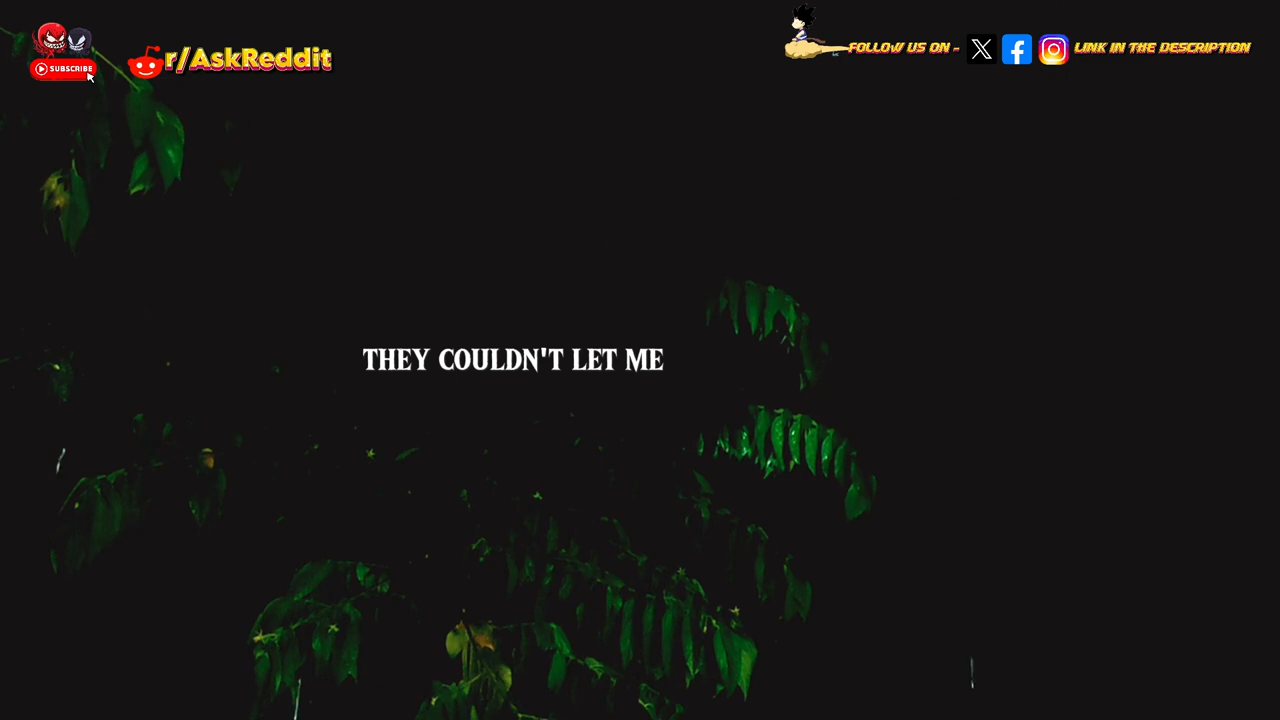 SUBSCRIBE
r/AskReddit
FOLLOW US ON -
LINK IN THE DESCRIPTION
THEY COULDN'T LET ME